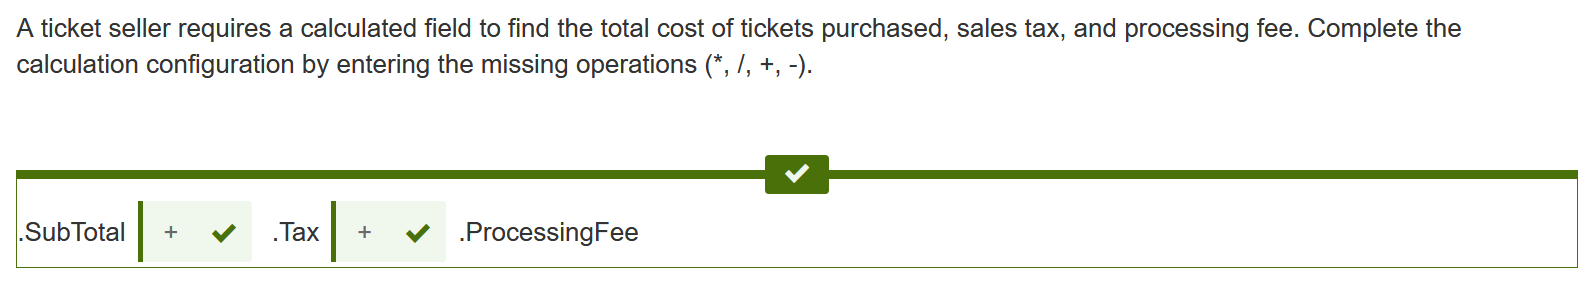 A ticket seller requires a calculated field to find the total cost of tickets purchased, sales tax, and processing fee. Complete the
calculation configuration by entering the missing operations (*, /, +, -).
.SubTotal + .Tax + .ProcessingFee